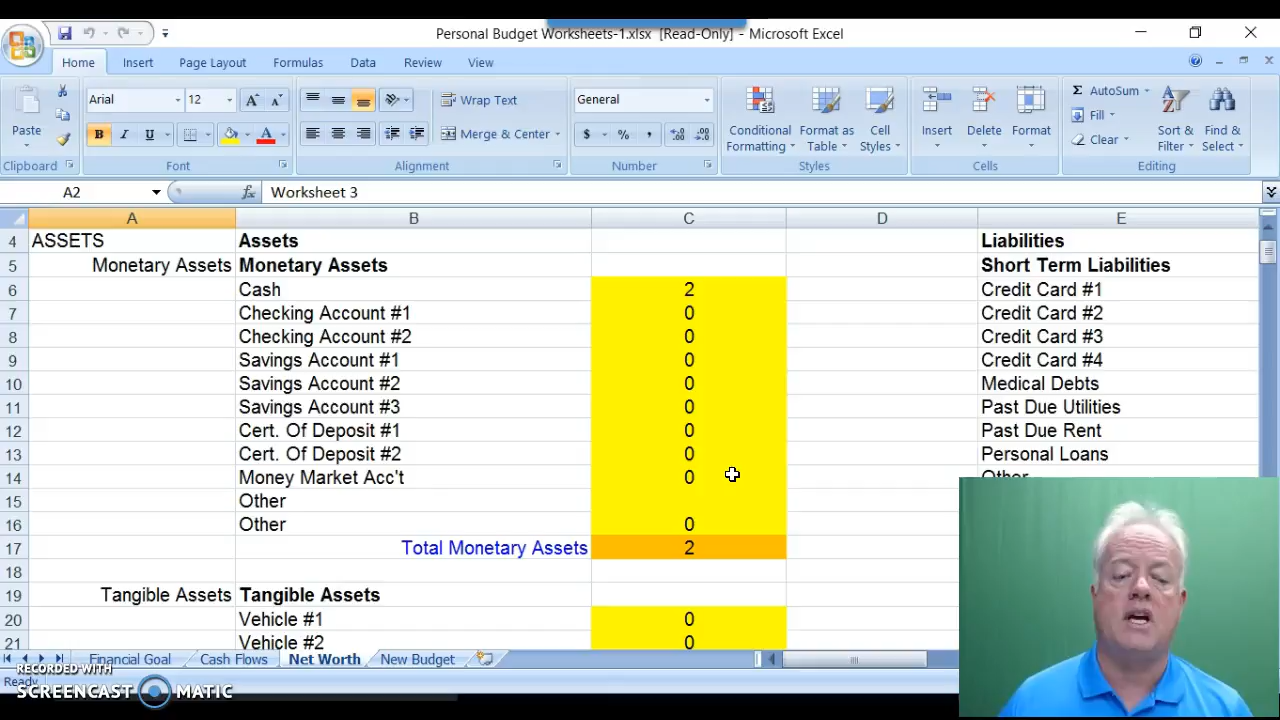 Personal Budget Worksheets-1.xlsx [Read-Only] - Microsoft Excel
Home Insert Page Layout Formulas Data Review View
Arial 12 Wrap Text General AutoSum
Fill
Paste B I U Merge & Center $ % , Conditional Formatting Format as Table Cell Styles Insert Delete Format Clear Sort & Filter Find & Select
Clipboard Font Alignment Number Styles Cells Editing
A2 fx Worksheet 3
A B C D E
4 ASSETS Assets Liabilities
5 Monetary Assets Monetary Assets Short Term Liabilities
6 Cash 2 Credit Card #1
7 Checking Account #1 0 Credit Card #2
8 Checking Account #2 0 Credit Card #3
9 Savings Account #1 0 Credit Card #4
10 Savings Account #2 0 Medical Debts
11 Savings Account #3 0 Past Due Utilities
12 Cert. Of Deposit #1 0 Past Due Rent
13 Cert. Of Deposit #2 0 Personal Loans
14 Money Market Acc't 0 Other
15 Other
16 Other 0
17 Total Monetary Assets 2
18
19 Tangible Assets Tangible Assets
20 Vehicle #1 0
21 Vehicle #2 0
Financial Goal Cash Flows Net Worth New Budget
RECORDED WITH
Ready
SCREENCAST MATIC